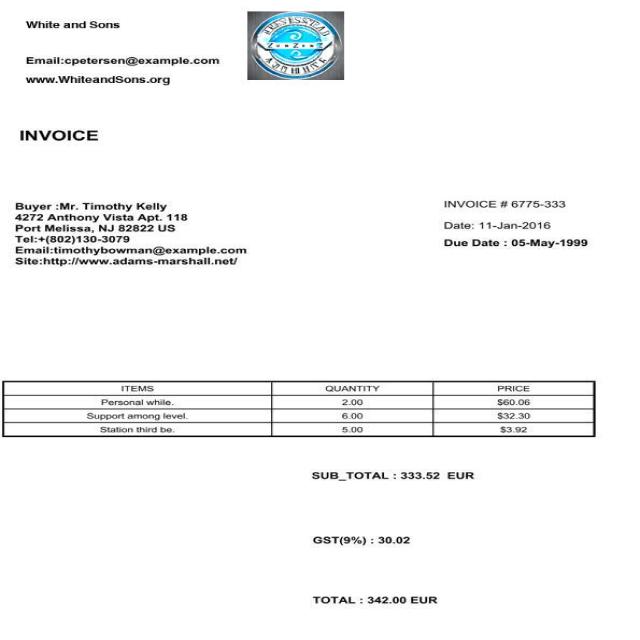 White and Sons
Email:cpetersen@example.com
www.WhiteandSons.org
INVOICE
Buyer :Mr. Timothy Kelly
4272 Anthony Vista Apt. 118
Port Melissa, NJ 82822 US
Tel:+(802)130-3079
Email:timothybowman@example.com
Site:http://www.adams-marshall.net/
INVOICE # 6775-333
Date: 11-Jan-2016
Due Date : 05-May-1999
ITEMS QUANTITY PRICE
Personal while. 2.00 $60.06
Support among level. 6.00 $32.30
Station third be. 5.00 $3.92
SUB_TOTAL : 333.52 EUR
GST(9%) : 30.02
TOTAL : 342.00 EUR